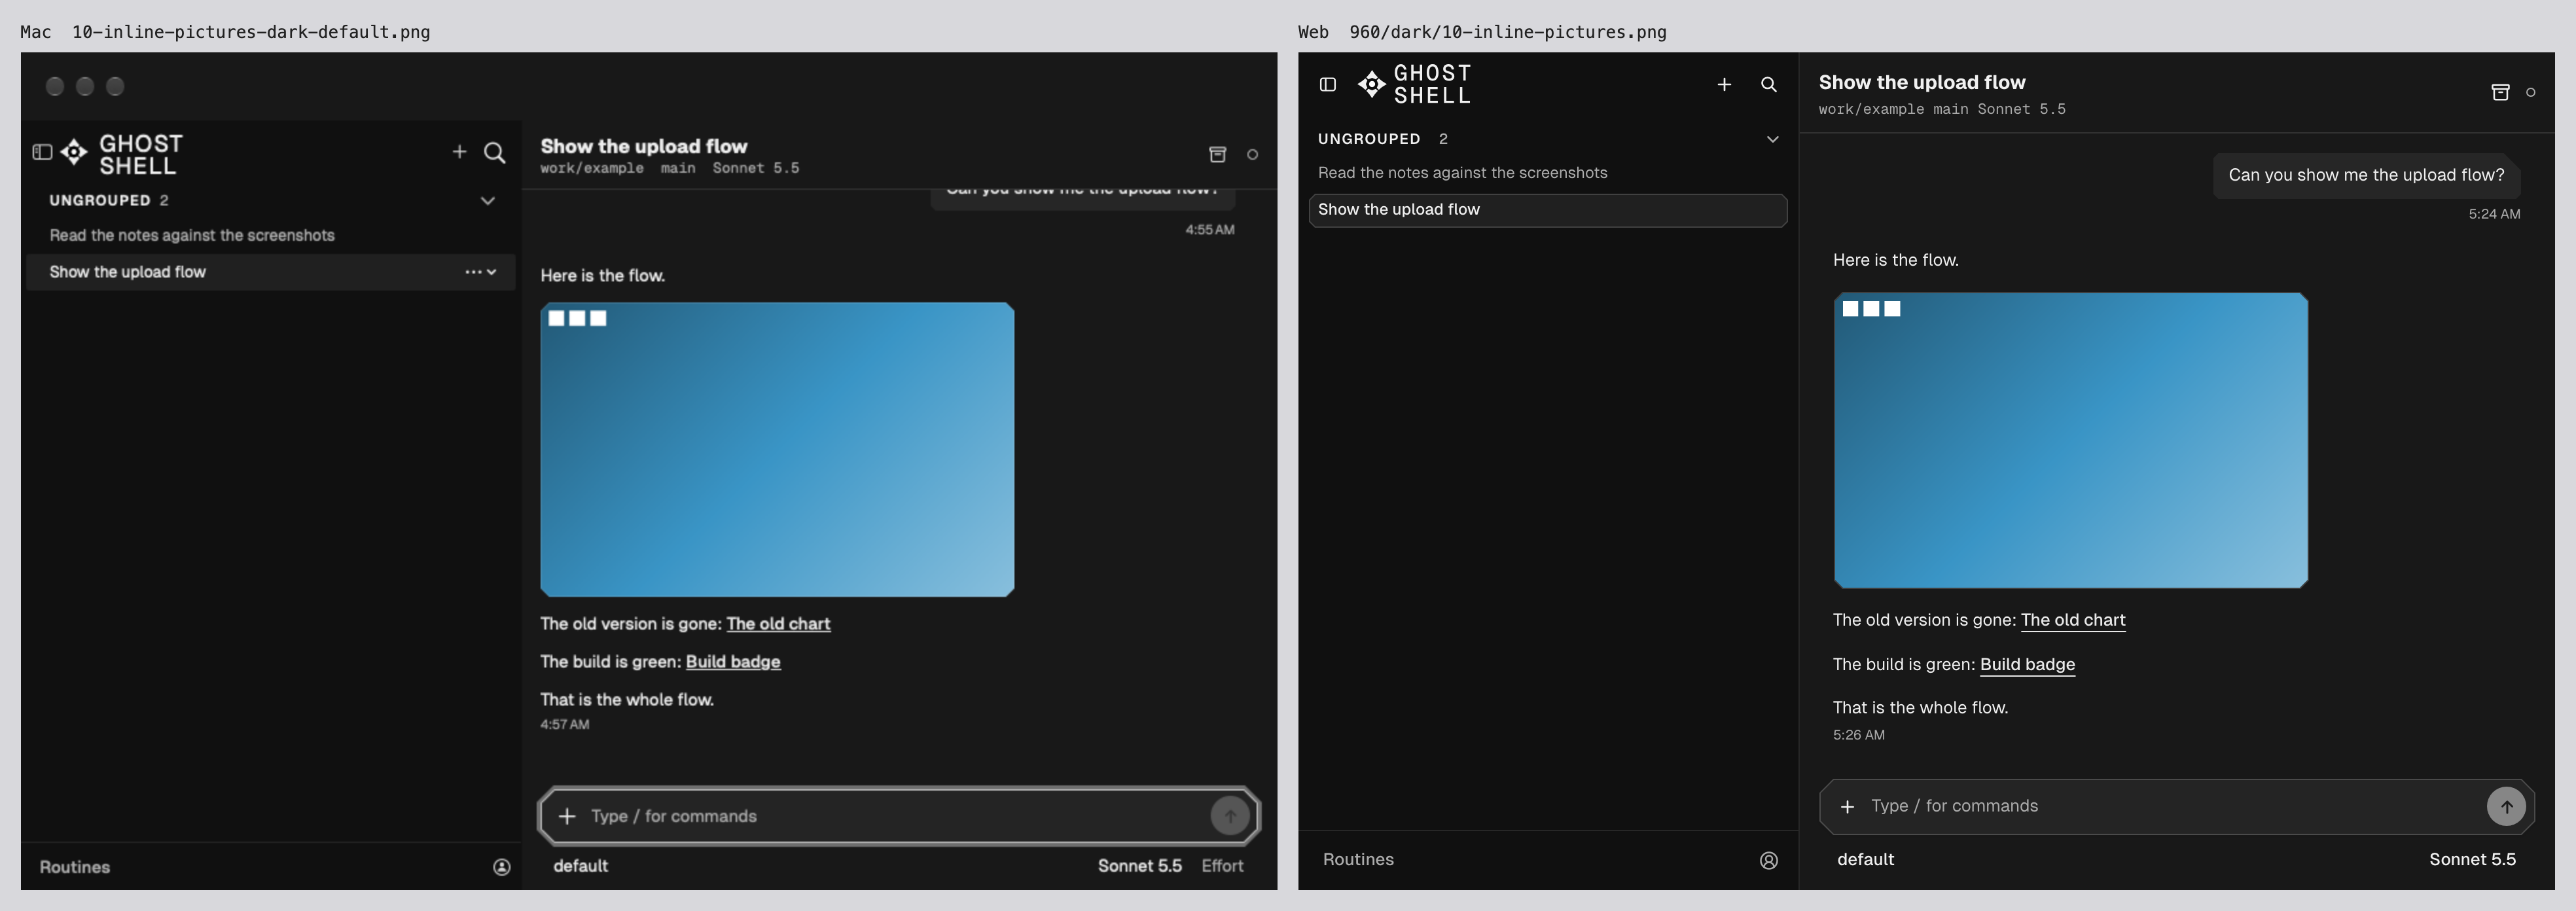 Mac 10-inline-pictures-dark-default.png
GHOST
SHELL
UNGROUPED 2
Read the notes against the screenshots
Show the upload flow
Routines
Show the upload flow
work/example main Sonnet 5.5
Can you show me the upload flow?
4:55 AM
Here is the flow.
The old version is gone: The old chart
The build is green: Build badge
That is the whole flow.
4:57 AM
Type / for commands
default Sonnet 5.5 Effort
Web 960/dark/10-inline-pictures.png
GHOST
SHELL
UNGROUPED 2
Read the notes against the screenshots
Show the upload flow
Routines
Show the upload flow
work/example main Sonnet 5.5
Can you show me the upload flow?
5:24 AM
Here is the flow.
The old version is gone: The old chart
The build is green: Build badge
That is the whole flow.
5:26 AM
Type / for commands
default Sonnet 5.5